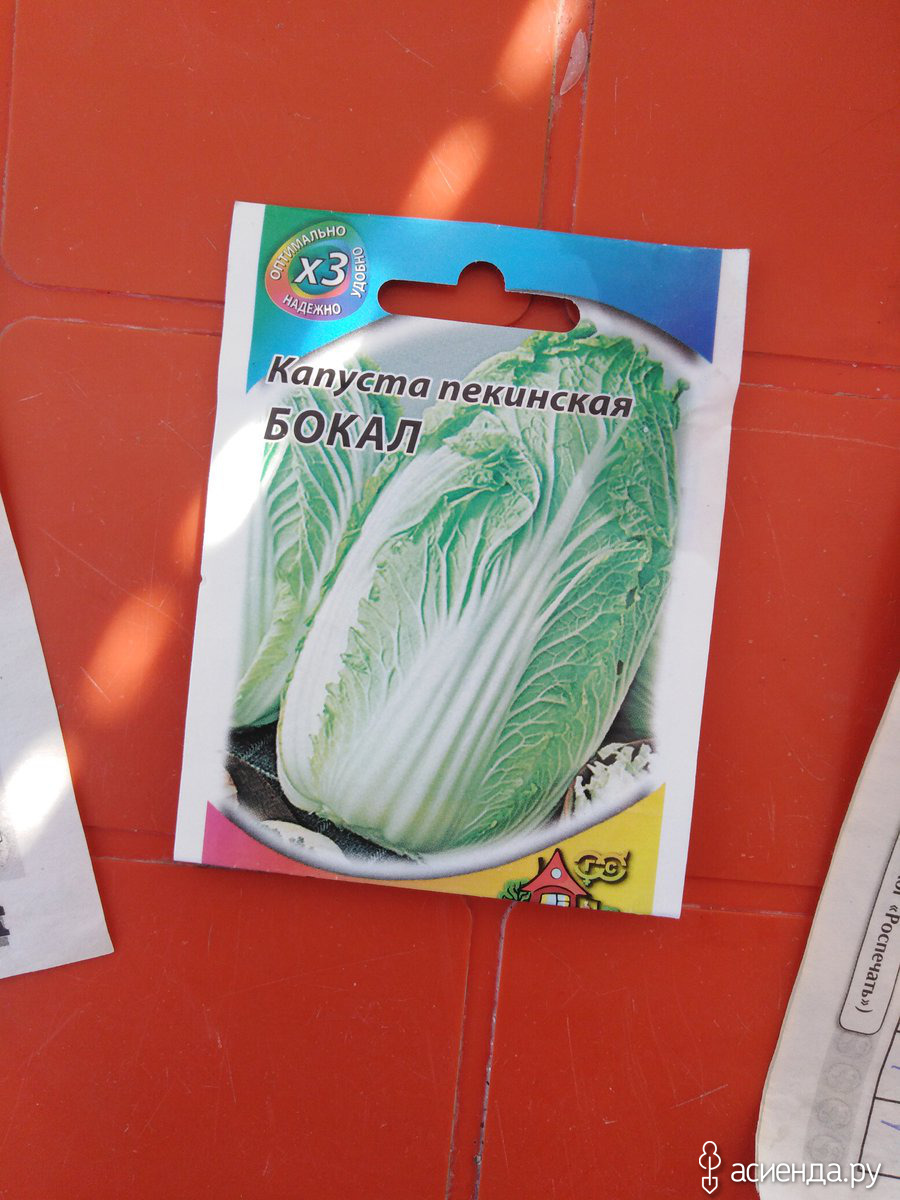 ОПТИМАЛЬНО
х3
УДОБНО
НАДЕЖНО
Капуста пекинская
БОКАЛ
Г-С
«Роспечать»)
асиенда.ру